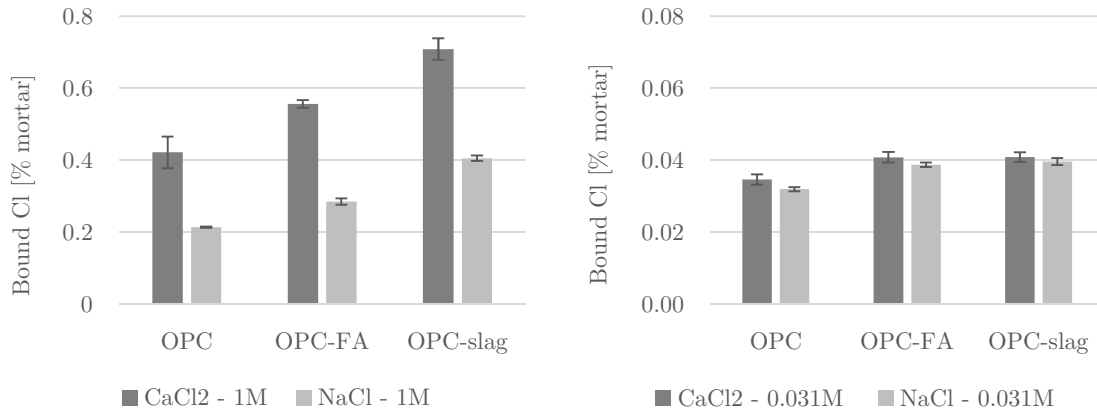 Bound Cl [% mortar]
0.8
0.6
0.4
0.2
0
OPC OPC-FA OPC-slag
CaCl2 - 1M NaCl - 1M
Bound Cl [% mortar]
0.08
0.06
0.04
0.02
0.00
OPC OPC-FA OPC-slag
CaCl2 - 0.031M NaCl - 0.031M